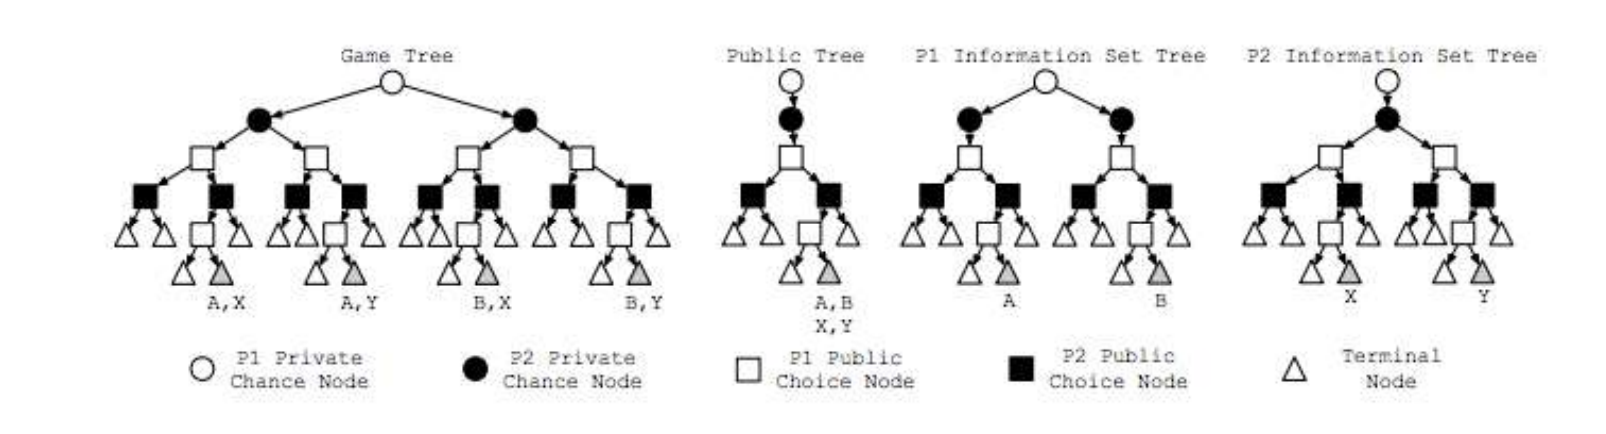 Game Tree
Public Tree
P1 Information Set Tree
P2 Information Set Tree
A,X
A,Y
B,X
B,Y
A,B
X,Y
A
B
X
Y
P1 Private
Chance Node
P2 Private
Chance Node
P1 Public
Choice Node
P2 Public
Choice Node
Terminal
Node